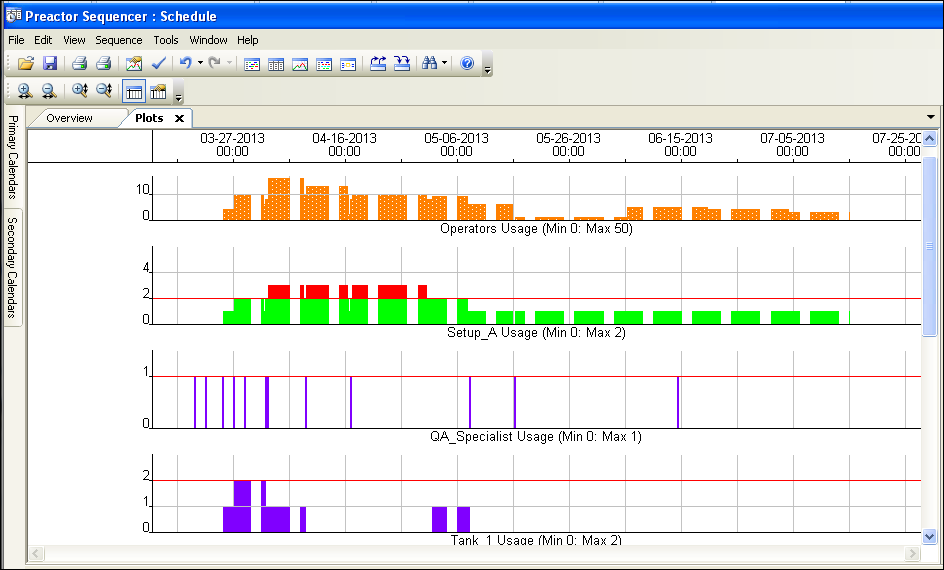 Preactor Sequencer : Schedule
File Edit View Sequence Tools Window Help
Overview Plots X
Primary Calendars
Secondary Calendars
03-27-2013 04-16-2013 05-06-2013 05-26-2013 06-15-2013 07-05-2013 07-25-20
00:00 00:00 00:00 00:00 00:00 00:00 00:00
10
0
Operators Usage (Min 0: Max 50)
4
2
0
Setup_A Usage (Min 0: Max 2)
1
0
QA_Specialist Usage (Min 0: Max 1)
2
1
0
Tank_1 Usage (Min 0: Max 2)